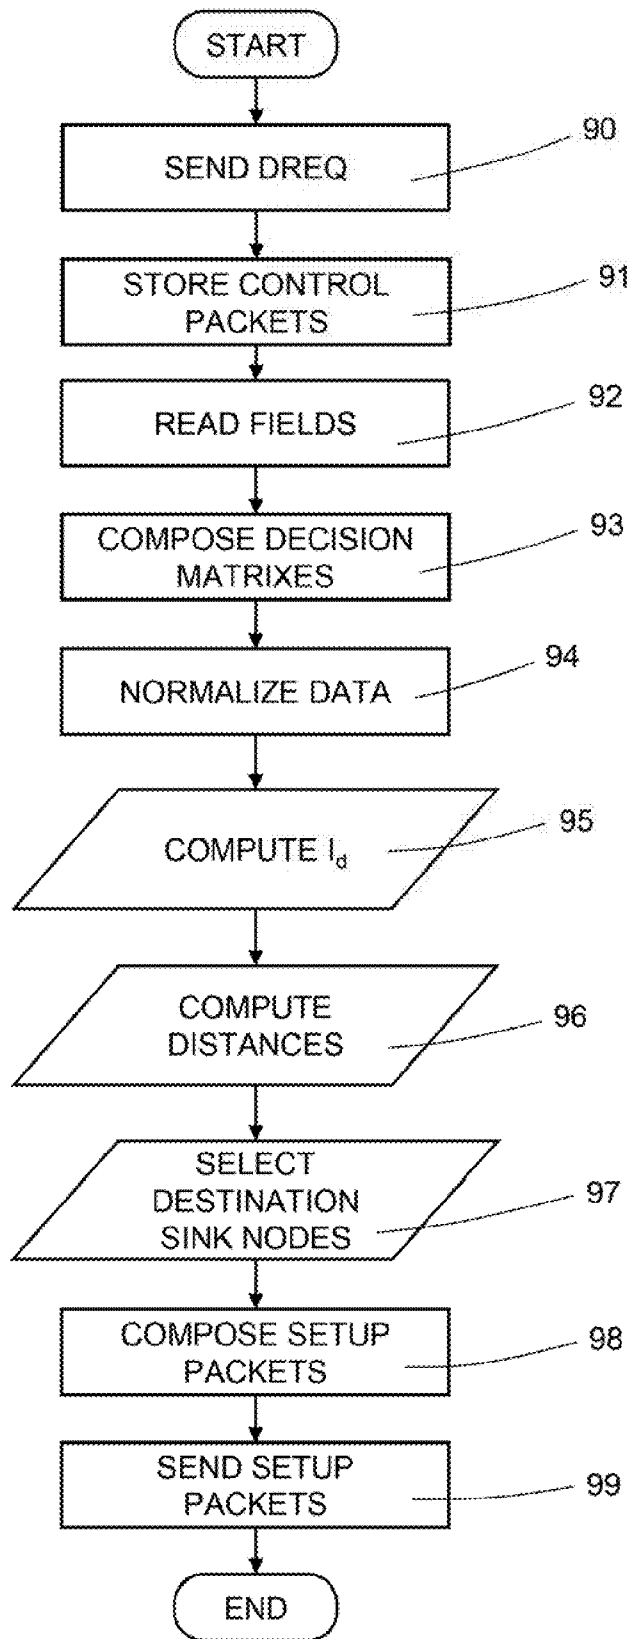 START
90
SEND DREQ
91
STORE CONTROL
PACKETS
92
READ FIELDS
93
COMPOSE DECISION
MATRIXES
94
NORMALIZE DATA
95
COMPUTE Id
96
COMPUTE
DISTANCES
97
SELECT
DESTINATION
SINK NODES
98
COMPOSE SETUP
PACKETS
99
SEND SETUP
PACKETS
END